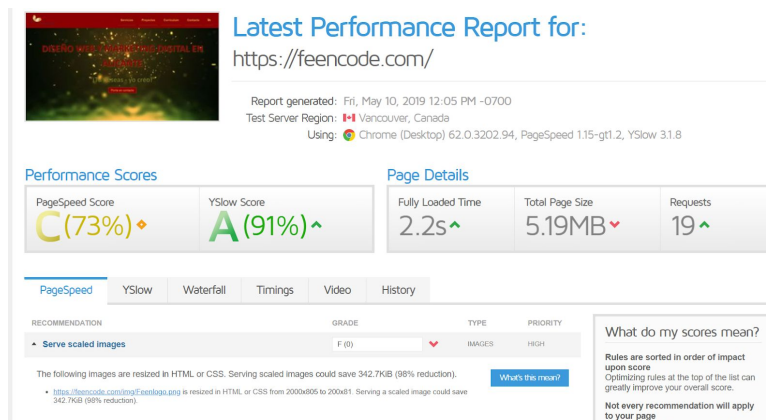 Latest Performance Report for:
https://feencode.com/
Report generated: Fri, May 10, 2019 12:05 PM -0700
Test Server Region: Vancouver, Canada
Using: Chrome (Desktop) 62.0.3202.94, PageSpeed 1.15-gt1.2, YSlow 3.1.8
Performance Scores
Page Details
PageSpeed Score
YSlow Score
Fully Loaded Time
Total Page Size
Requests
C (73%)
A (91%)
2.2s
5.19MB
19
PageSpeed YSlow Waterfall Timings Video History
RECOMMENDATION GRADE TYPE PRIORITY
Serve scaled images F (0) IMAGES HIGH
The following images are resized in HTML or CSS. Serving scaled images could save 342.7KiB (98% reduction).
What's this mean?
https://feencode.com/img/Feemlogo.png is resized in HTML or CSS from 2000x805 to 200x81. Serving a scaled image could save
342.7KiB (98% reduction).
What do my scores mean?
Rules are sorted in order of impact
upon score
Optimizing rules at the top of the list can
greatly improve your overall score.
Not every recommendation will apply
to your page